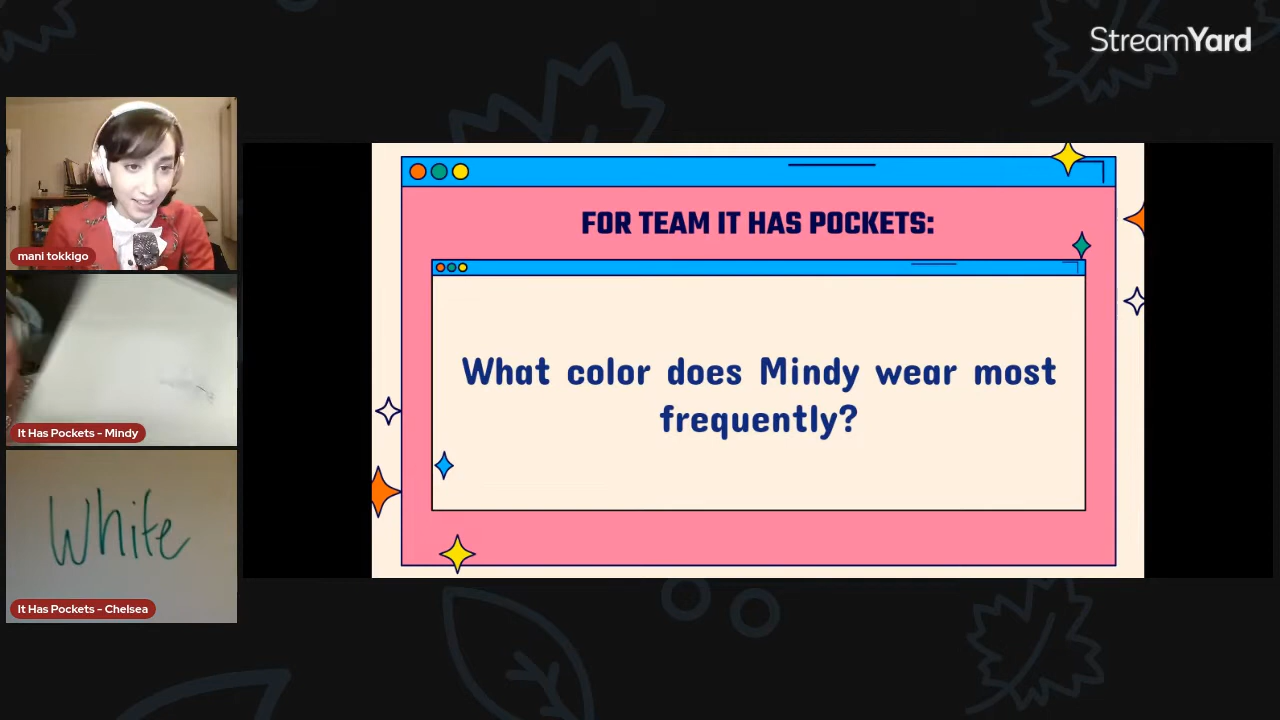 StreamYard
mani tokkigo
It Has Pockets - Mindy
White
It Has Pockets - Chelsea
FOR TEAM IT HAS POCKETS:
What color does Mindy wear most
frequently?